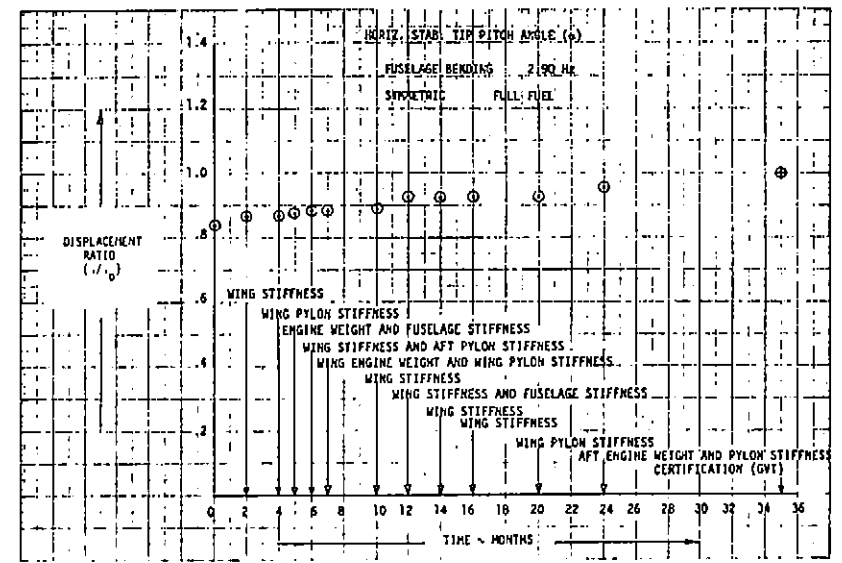 HORIZ. STAB. TIP PITCH ANGLE (α)
FUSELAGE BENDING 2.90 Hz
SYMMETRIC FULL FUEL
1.4
1.2
1.0
.8
.6
.4
.2
DISPLACEMENT
RATIO
WING STIFFNESS
WING PYLON STIFFNESS
ENGINE WEIGHT AND FUSELAGE STIFFNESS
WING STIFFNESS AND AFT PYLON STIFFNESS
WING ENGINE WEIGHT AND WING PYLON STIFFNESS
WING STIFFNESS
WING STIFFNESS AND FUSELAGE STIFFNESS
WING STIFFNESS
WING STIFFNESS
WING PYLON STIFFNESS
AFT ENGINE WEIGHT AND PYLON STIFFNESS
CERTIFICATION (GVT)
0 2 4 5 6 8 10 12 14 16 18 20 22 24 26 28 30 32 34 36
TIME ~ MONTHS